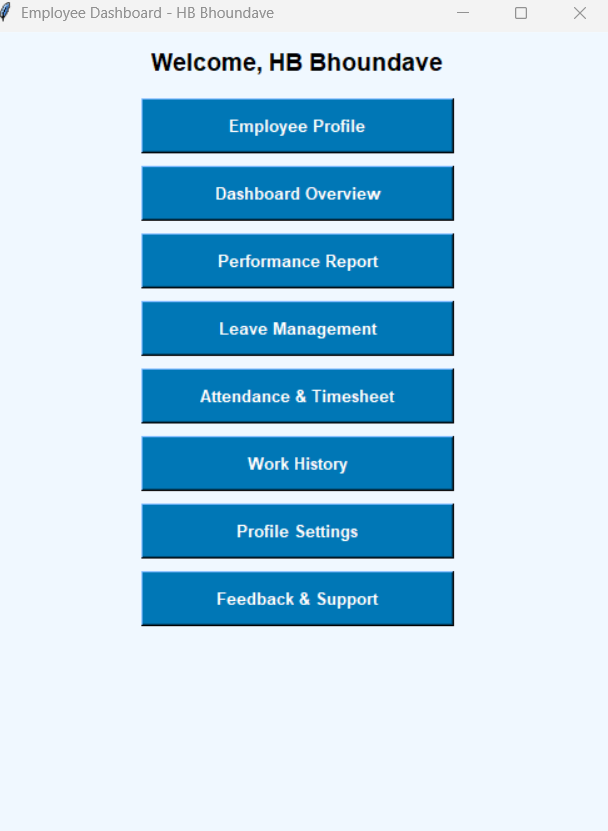 Employee Dashboard - HB Bhoundave
Welcome, HB Bhoundave
Employee Profile
Dashboard Overview
Performance Report
Leave Management
Attendance & Timesheet
Work History
Profile Settings
Feedback & Support